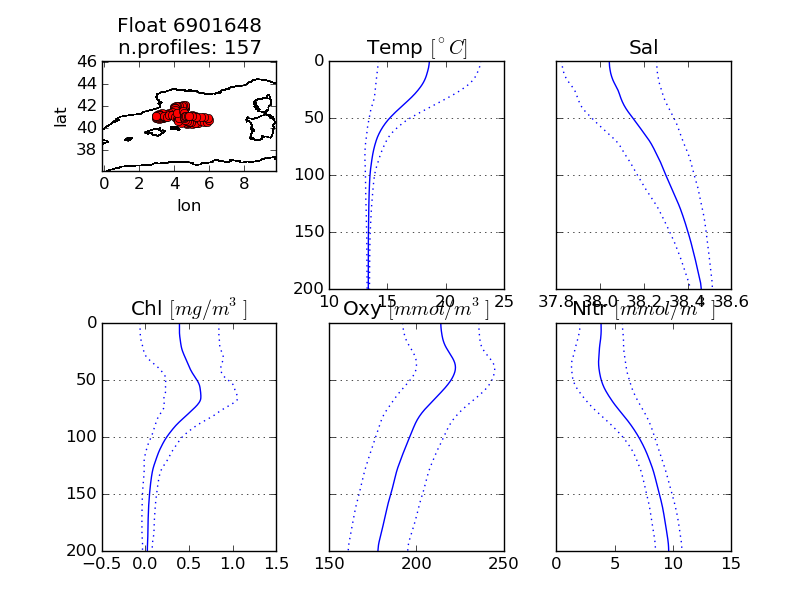 Float 6901648
n.profiles: 157
Temp [°C]
Sal
46
44
42
40
38
lat
0 2 4 6 8
lon
0
50
100
150
200
10 15 20 25
37.8 38.0 38.2 38.4 38.6
Chl [mg/m³]
Oxy [mmol/m³]
Nitr [mmol/m³]
0
50
100
150
200
−0.5 0.0 0.5 1.0 1.5
150 200 250
0 5 10 15